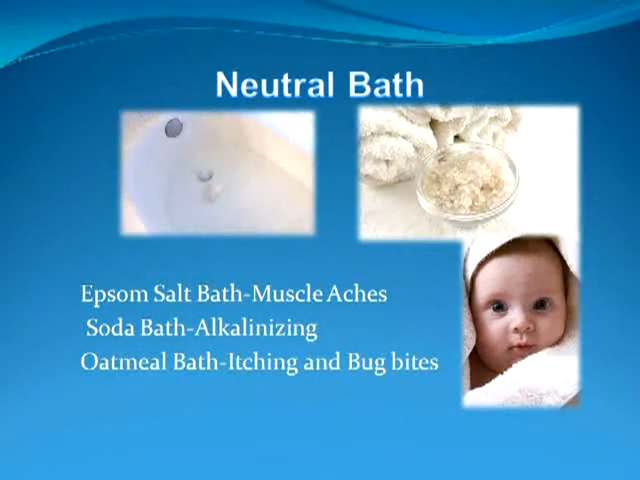 Neutral Bath
Epsom Salt Bath-Muscle Aches
Soda Bath-Alkalinizing
Oatmeal Bath-Itching and Bug bites